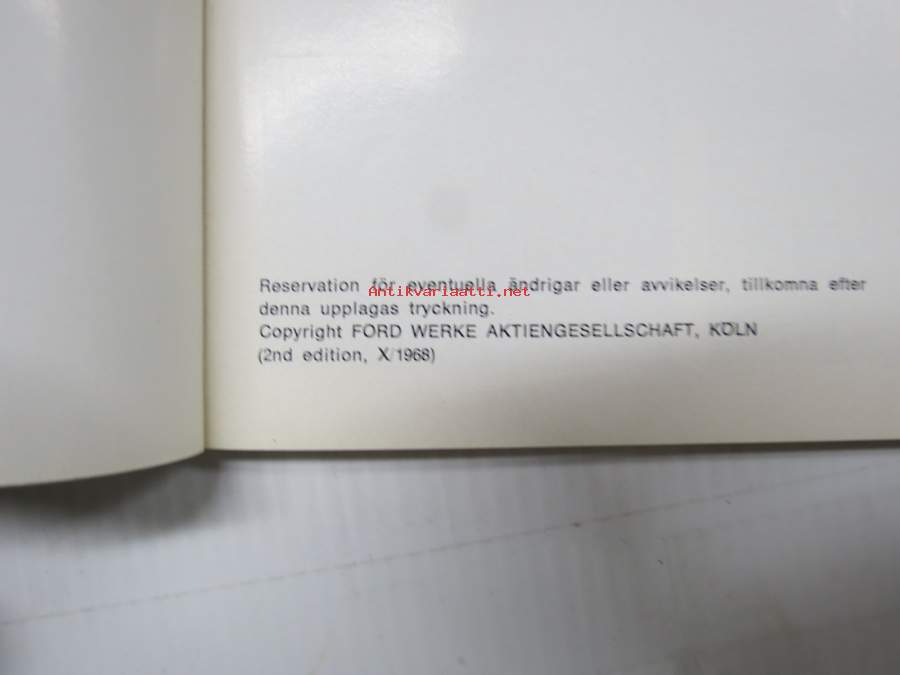 Reservation för eventuella ändrigar eller avvikelser, tillkomna efter
Antikvariaatti.net
denna upplagas tryckning.
Copyright FORD WERKE AKTIENGESELLSCHAFT, KÖLN
(2nd edition, X/1968)